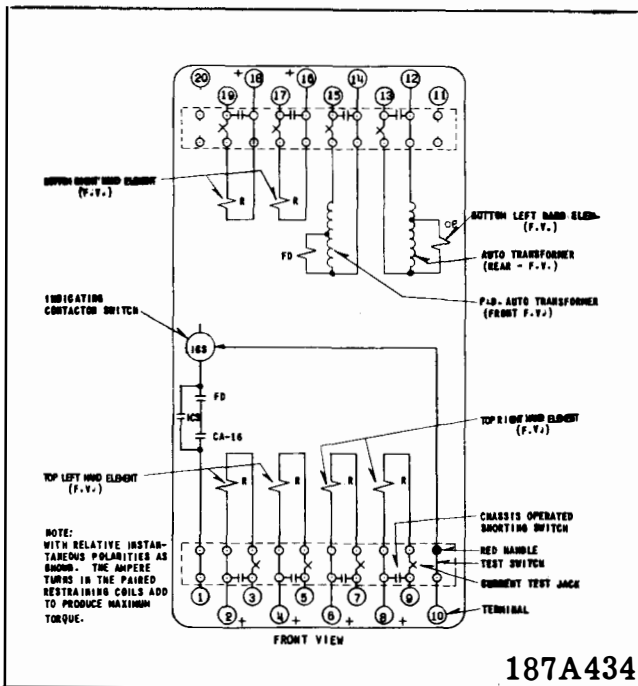 + +
20 18 16 14 12
19 17 15 13 11
BOTTOM RIGHT HAND ELEMENT
(F.V.)
R R
OP
BOTTOM LEFT HAND ELEM.
(F.V.)
FD
AUTO TRANSFORMER
(REAR - F.V.)
F.D. AUTO TRANSFORMER
(FRONT F.V.)
INDICATING
CONTACTOR SWITCH
ICS
FD
ICS
CA-16
TOP RIGHT HAND ELEMENT
(F.V.)
TOP LEFT HAND ELEMENT
(F.V.)
R R R R
CHASSIS OPERATED
SHORTING SWITCH
NOTE:
WITH RELATIVE INSTAN-
TANEOUS POLARITIES AS
SHOWN. THE AMPERE
TURNS IN THE PAIRED
RESTRAINING COILS ADD
TO PRODUCE MAXIMUM
TORQUE.
RED HANDLE
TEST SWITCH
CURRENT TEST JACK
1 3 5 7 9
2 + 4 + 6 + 8 + 10
TERMINAL
FRONT VIEW
187A434